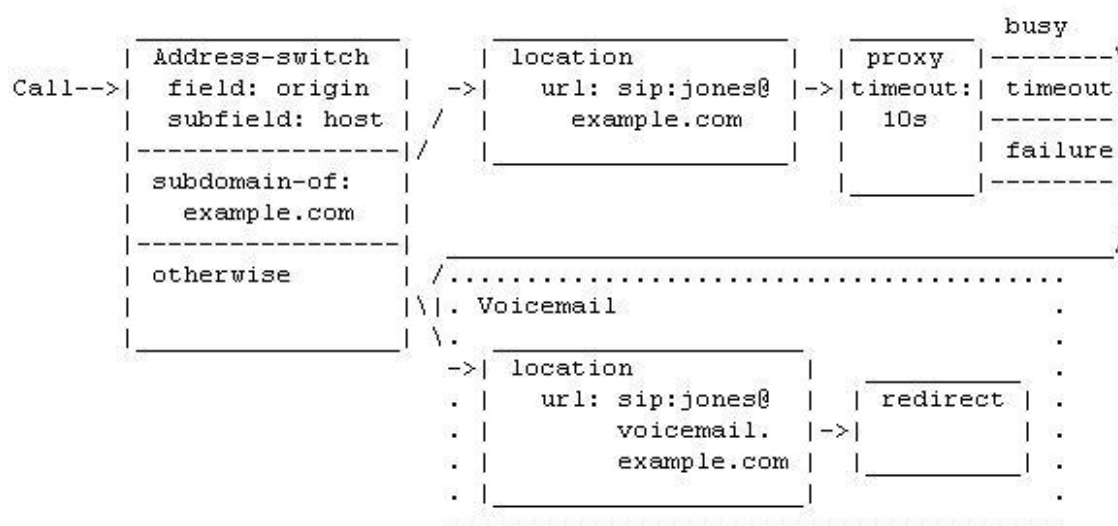 busy
Address-switch location proxy
Call--> field: origin -> url: sip:jones@ -> timeout: timeout
subfield: host example.com 10s
failure
subdomain-of:
example.com
otherwise
Voicemail
-> location
url: sip:jones@ redirect
voicemail. ->
example.com